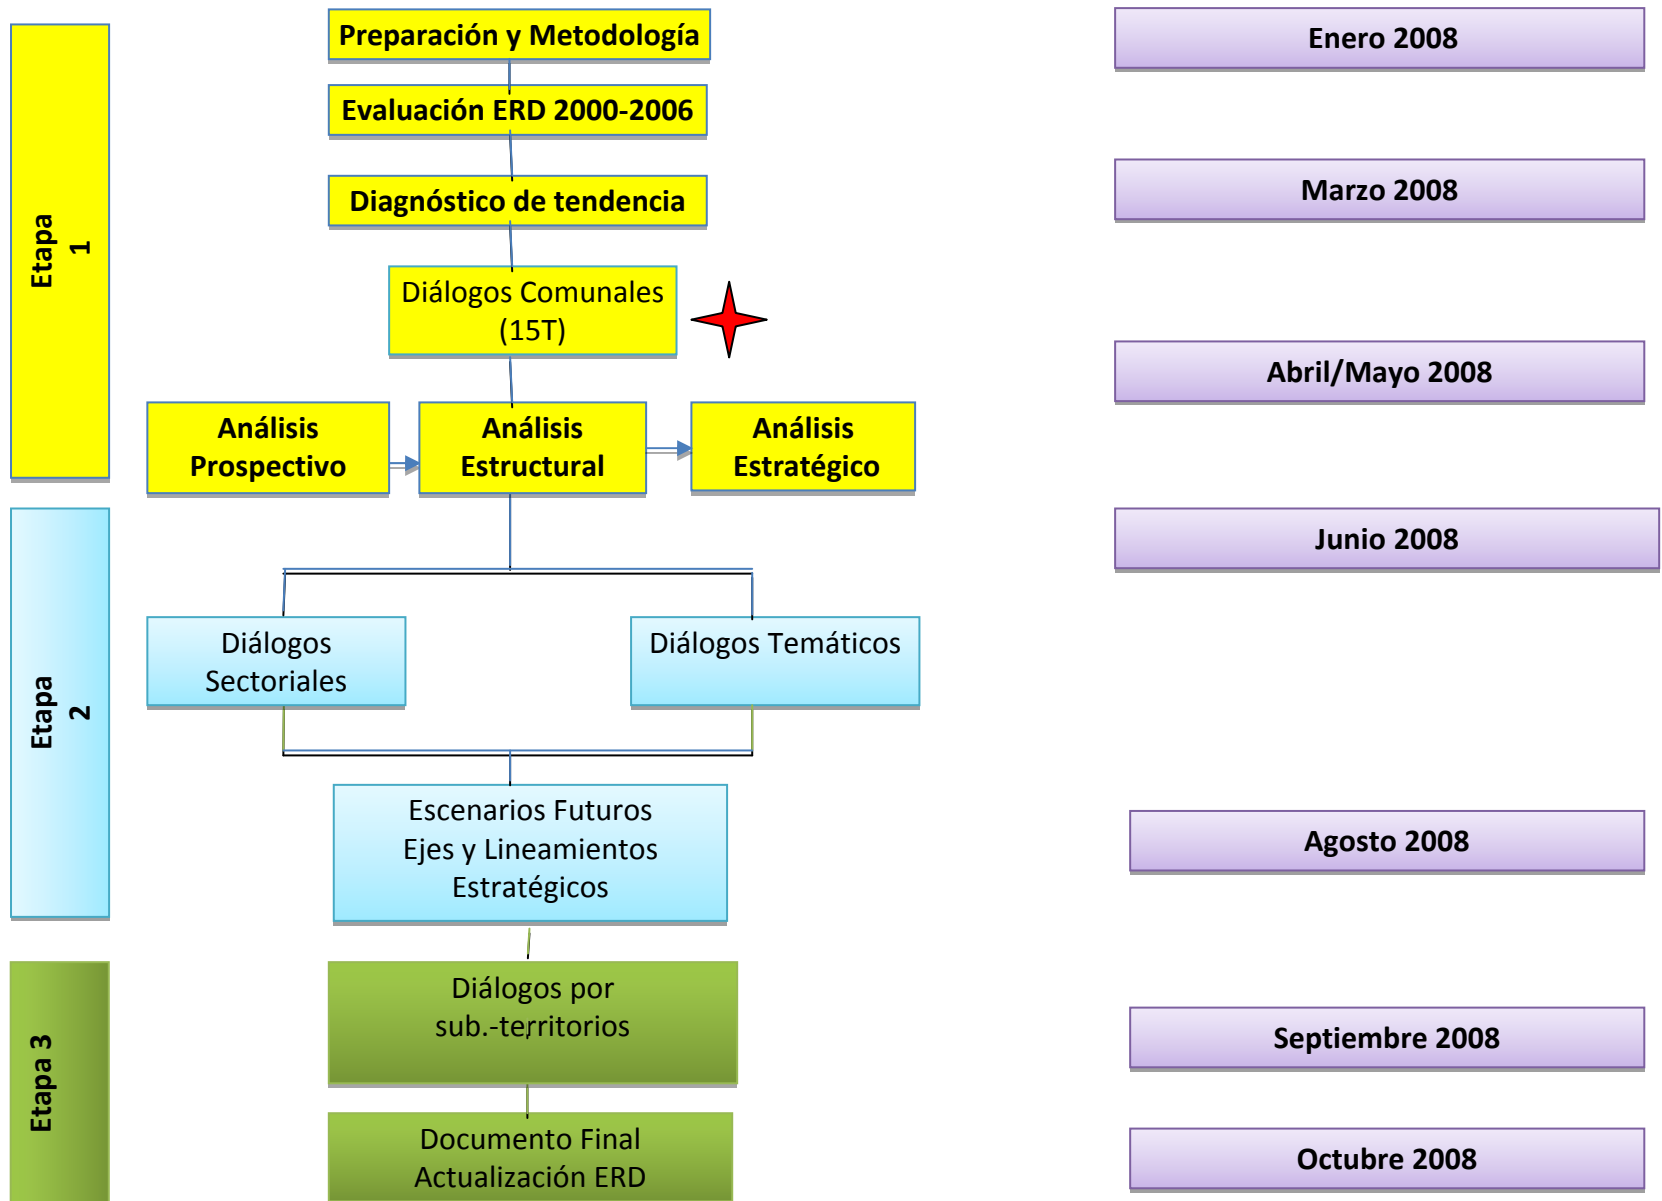 Preparación y Metodología
Enero 2008
Evaluación ERD 2000-2006
Diagnóstico de tendencia
Marzo 2008
Etapa
1
Diálogos Comunales
(15T)
Abril/Mayo 2008
Análisis
Prospectivo
Análisis
Estructural
Análisis
Estratégico
Junio 2008
Etapa
2
Diálogos
Sectoriales
Diálogos Temáticos
Escenarios Futuros
Ejes y Lineamientos
Estratégicos
Agosto 2008
Etapa 3
Diálogos por
sub.-territorios
Septiembre 2008
Documento Final
Actualización ERD
Octubre 2008